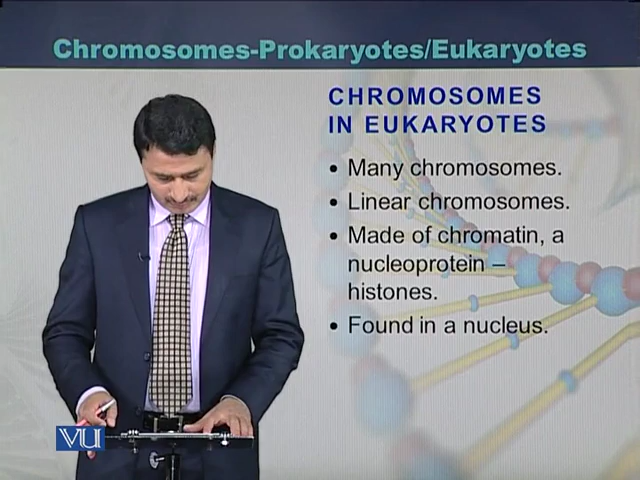 Chromosomes-Prokaryotes/Eukaryotes
CHROMOSOMES
IN EUKARYOTES
• Many chromosomes.
• Linear chromosomes.
• Made of chromatin, a
nucleoprotein –
histones.
• Found in a nucleus.
VU